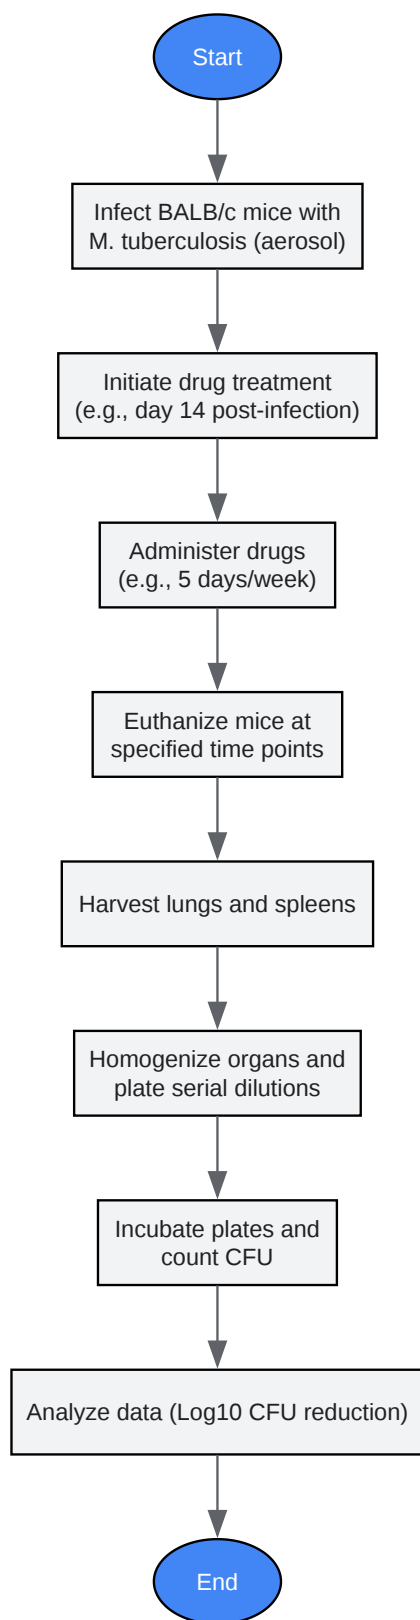 Start
Infect BALB/c mice with
M. tuberculosis (aerosol)
Initiate drug treatment
(e.g., day 14 post-infection)
Administer drugs
(e.g., 5 days/week)
Euthanize mice at
specified time points
Harvest lungs and spleens
Homogenize organs and
plate serial dilutions
Incubate plates and
count CFU
Analyze data (Log10 CFU reduction)
End